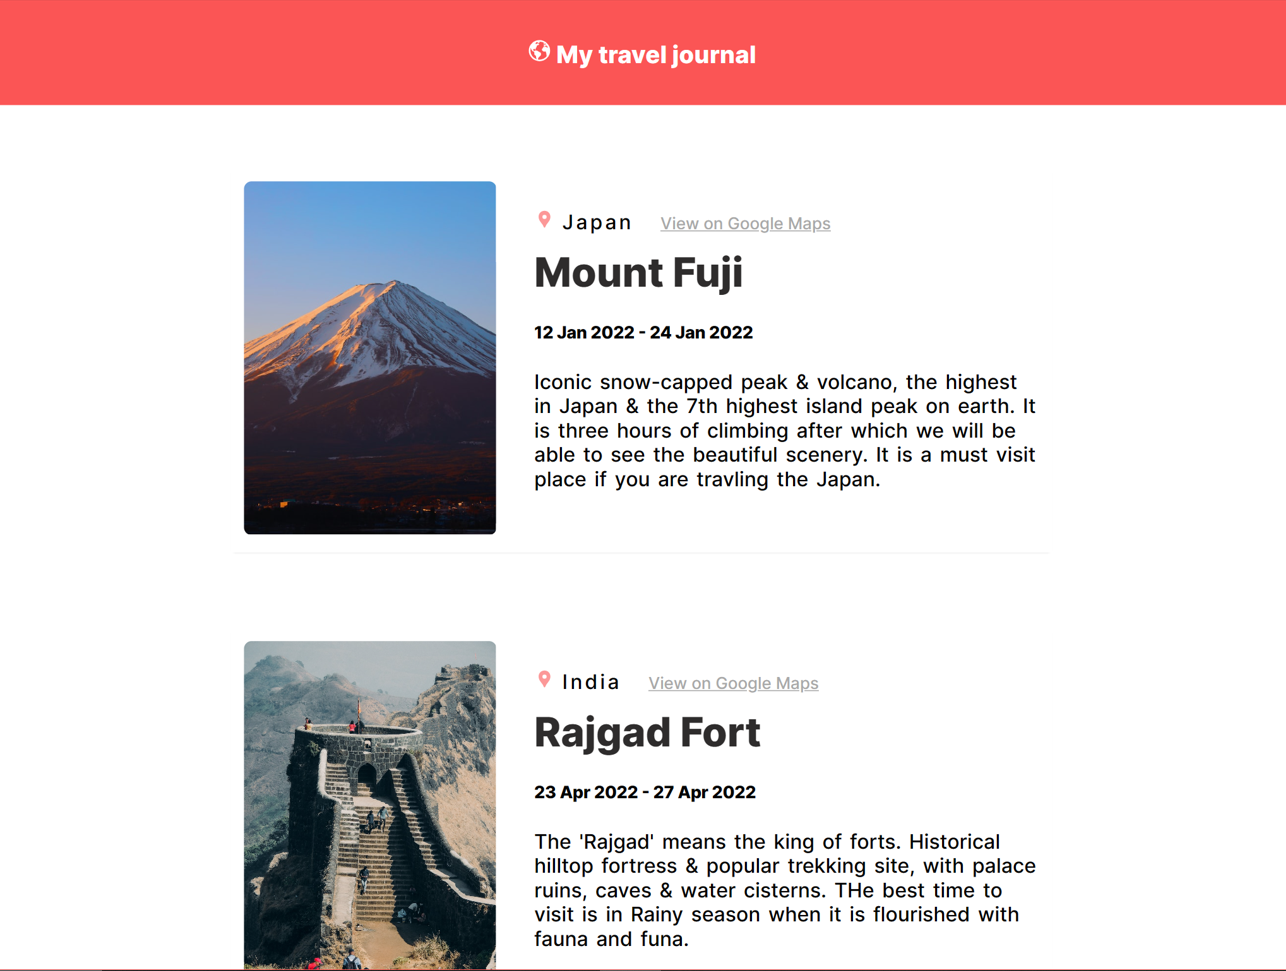 My travel journal
Japan View on Google Maps
Mount Fuji
12 Jan 2022 - 24 Jan 2022
Iconic snow-capped peak & volcano, the highest
in Japan & the 7th highest island peak on earth. It
is three hours of climbing after which we will be
able to see the beautiful scenery. It is a must visit
place if you are travling the Japan.
India View on Google Maps
Rajgad Fort
23 Apr 2022 - 27 Apr 2022
The 'Rajgad' means the king of forts. Historical
hilltop fortress & popular trekking site, with palace
ruins, caves & water cisterns. THe best time to
visit is in Rainy season when it is flourished with
fauna and funa.